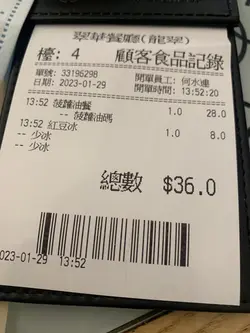 翠華餐廳(龍翠)
檯: 4 顧客食品記錄
單號: 33196298 開單員工: 何水連
日期: 2023-01-29 開單時間: 13:52:20
13:52 菠蘿油餐 1.0 28.0
-- 菠蘿油瑪
13:52 紅豆冰 1.0 8.0
-- 少冰
-- 少冰
總數 $36.0
023-01-29 13:52